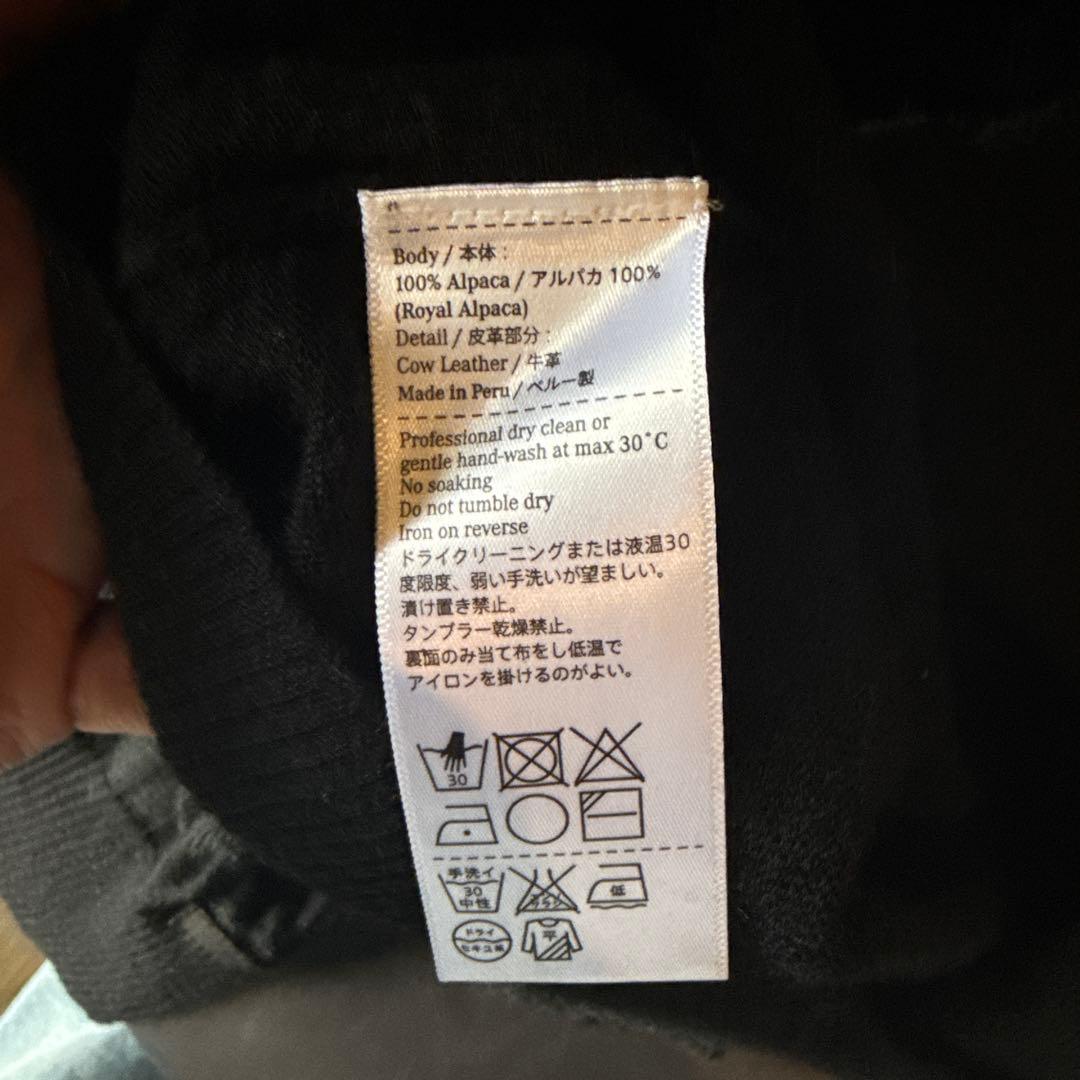 Body / 本体 :
100% Alpaca / アルパカ 100%
(Royal Alpaca)
Detail / 皮革部分 :
Cow Leather / 牛革
Made in Peru / ペルー製
Professional dry clean or
gentle hand-wash at max 30˚C
No soaking
Do not tumble dry
Iron on reverse
ドライクリーニングまたは液温30
度限度、弱い手洗いが望ましい。
漬け置き禁止。
タンブラー乾燥禁止。
裏面のみ当て布をし低温で
アイロンを掛けるのがよい。
30
手洗イ
30
中性
低
ドライ
セキユ系
平